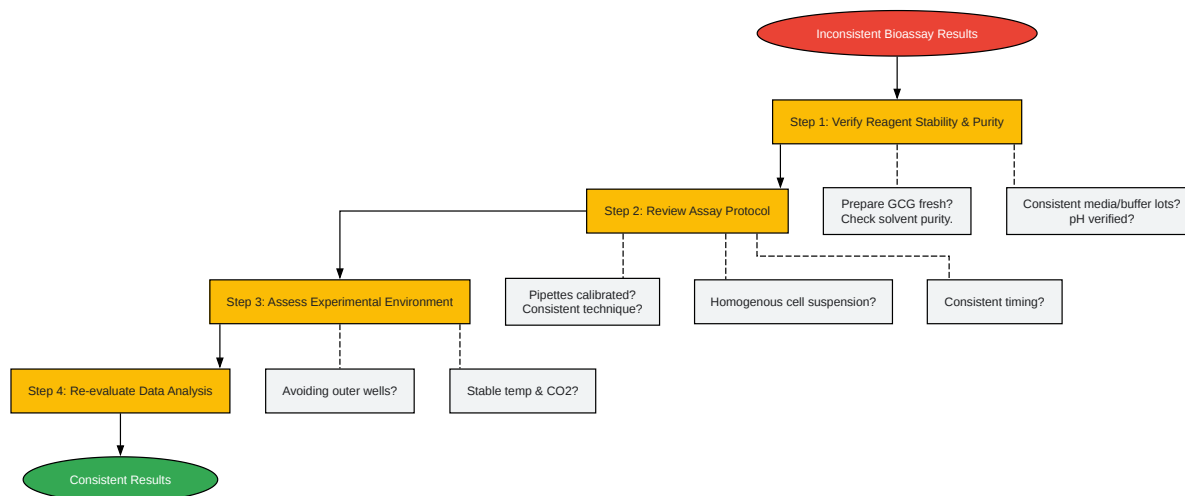 Inconsistent Bioassay Results
Step 1: Verify Reagent Stability & Purity
Step 2: Review Assay Protocol
Prepare GCG fresh?
Check solvent purity.
Consistent media/buffer lots?
pH verified?
Step 3: Assess Experimental Environment
Pipettes calibrated?
Consistent technique?
Homogenous cell suspension?
Consistent timing?
Step 4: Re-evaluate Data Analysis
Avoiding outer wells?
Stable temp & CO2?
Consistent Results